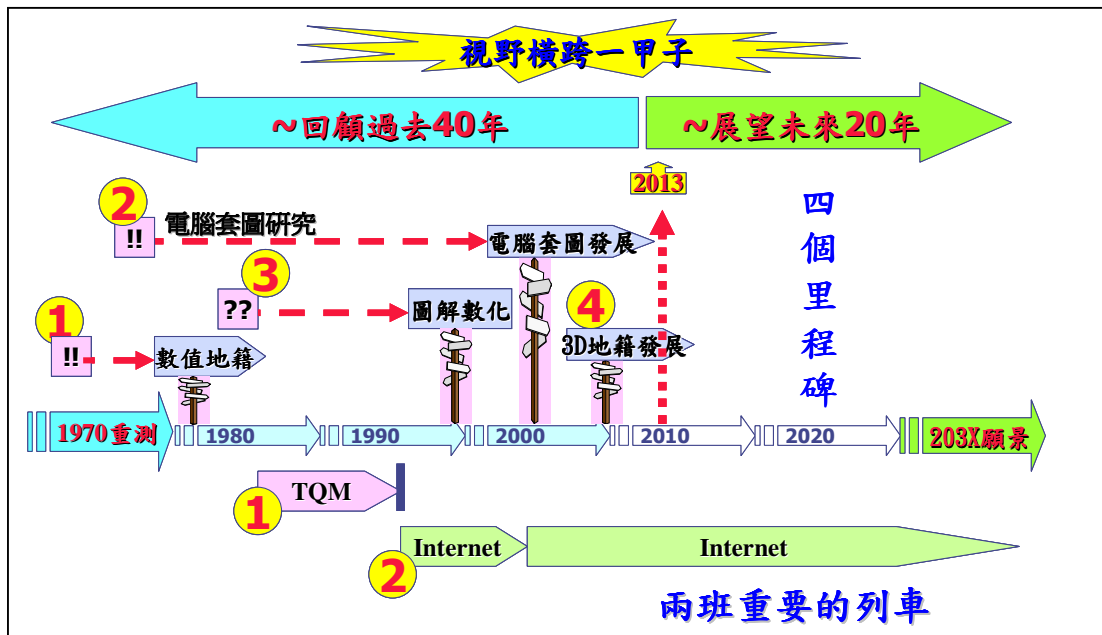 視野橫跨一甲子
~回顧過去40年
~展望未來20年
2013
四個里程碑
2
!!
電腦套圖研究
電腦套圖發展
3
??
圖解數化
4
3D地籍發展
1
!!
數值地籍
1970重測
1980
1990
2000
2010
2020
203X願景
1
TQM
2
Internet
Internet
兩班重要的列車